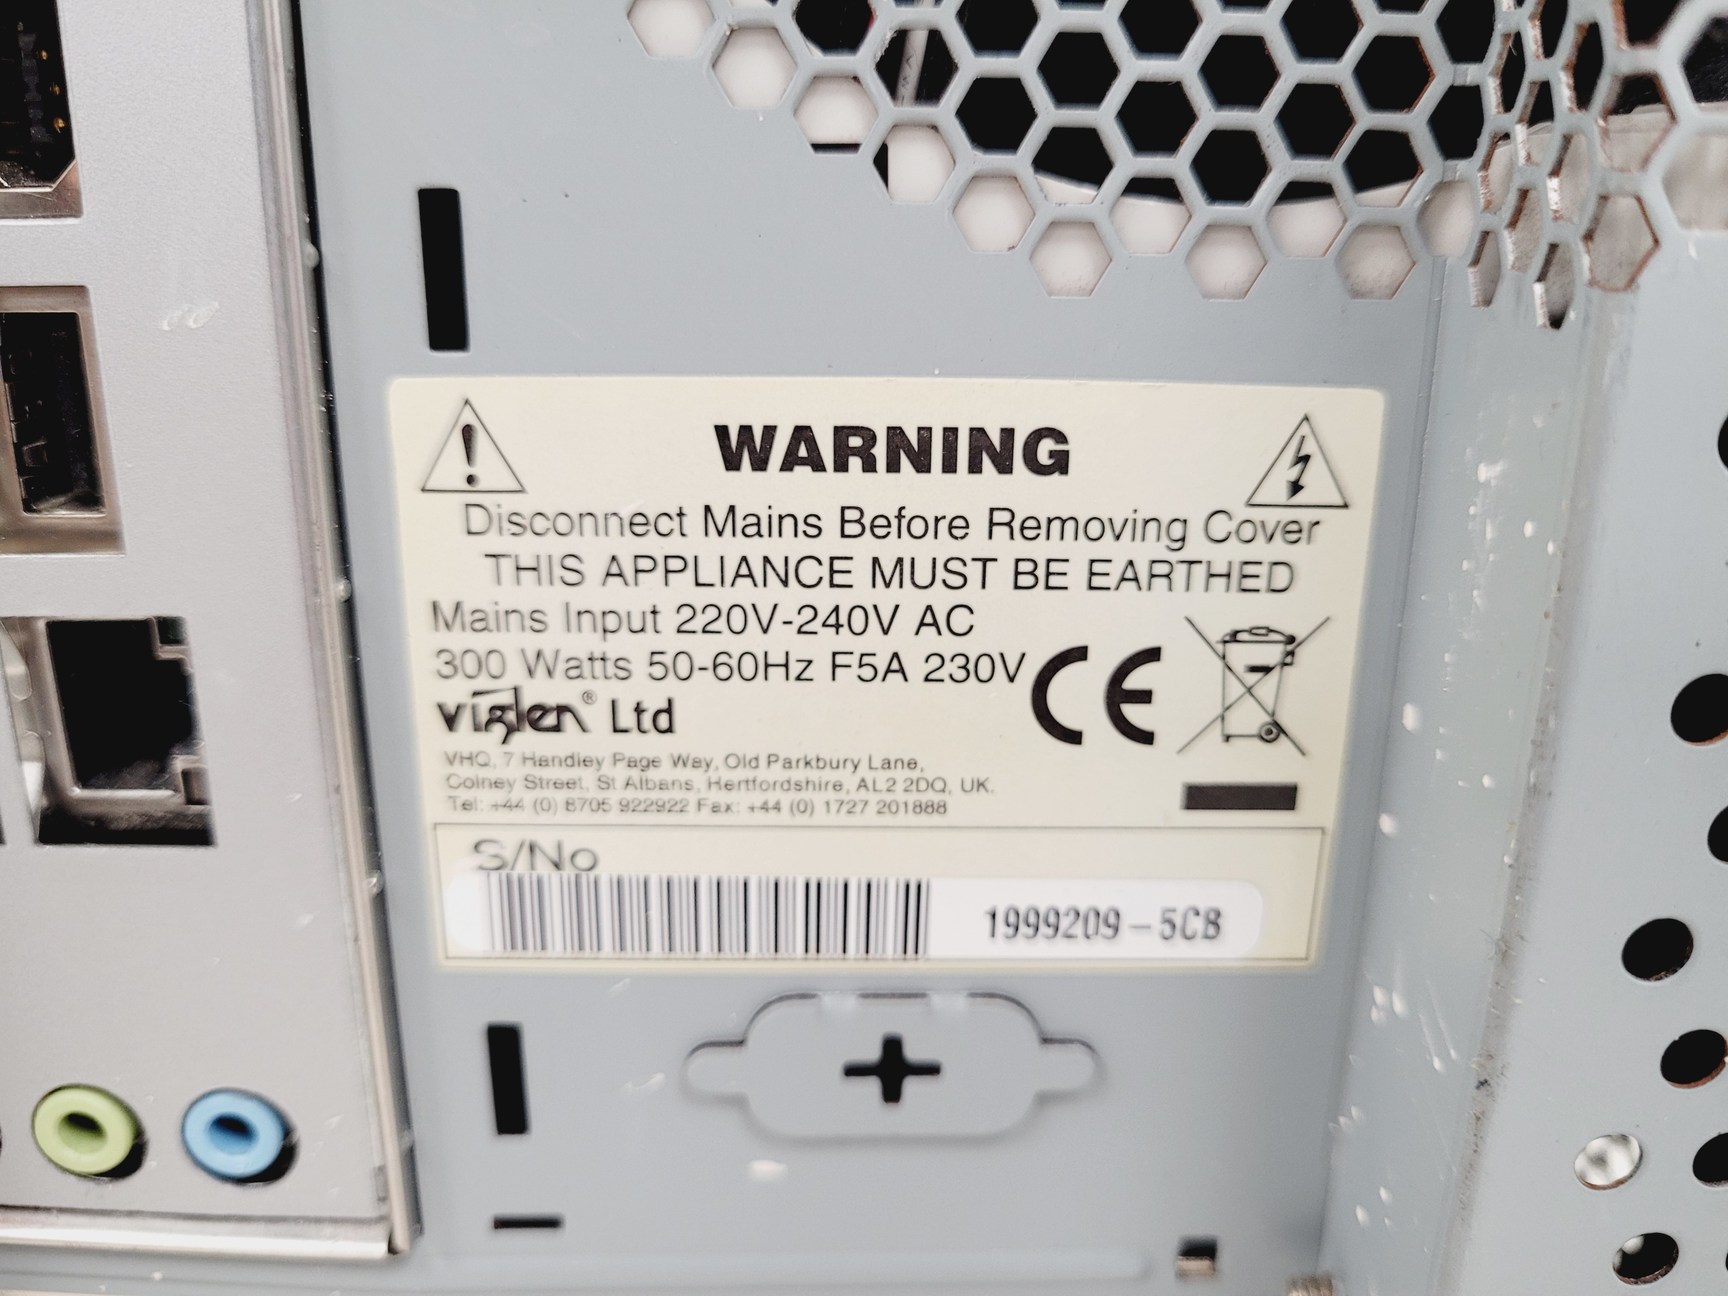 WARNING
Disconnect Mains Before Removing Cover
THIS APPLIANCE MUST BE EARTHED
Mains Input 220V-240V AC
300 Watts 50-60Hz F5A 230V
CE
viglen® Ltd
VHQ, 7 Handley Page Way, Old Parkbury Lane,
Colney Street, St Albans, Hertfordshire, AL2 2DQ, UK.
Tel: +44 (0) 8705 922922 Fax: +44 (0) 1727 201888
S/No
1999209-5CB